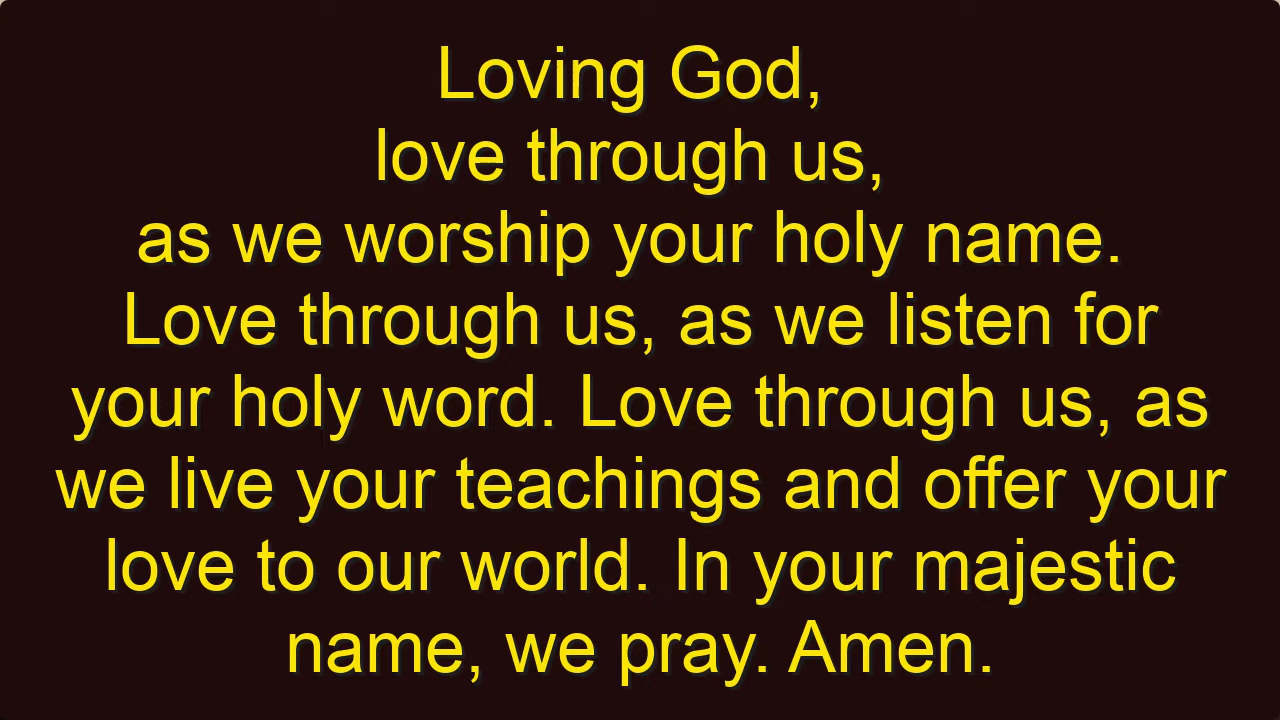 Loving God,
love through us,
as we worship your holy name.
Love through us, as we listen for
your holy word. Love through us, as
we live your teachings and offer your
love to our world. In your majestic
name, we pray. Amen.